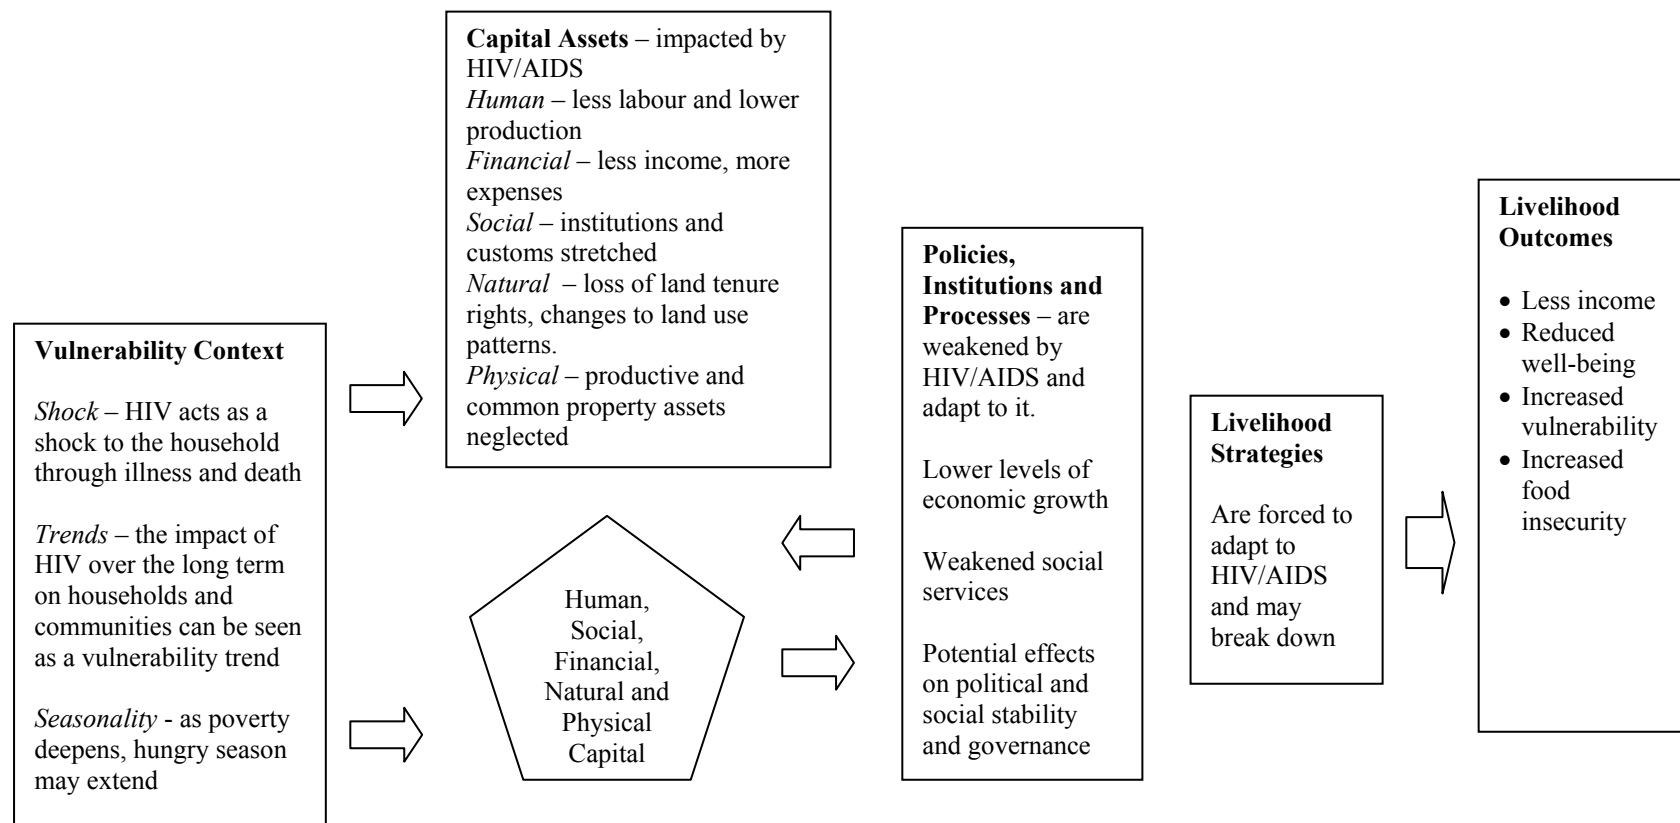 Vulnerability Context
Shock – HIV acts as a
shock to the household
through illness and death
Trends – the impact of
HIV over the long term
on households and
communities can be seen
as a vulnerability trend
Seasonality - as poverty
deepens, hungry season
may extend
Capital Assets – impacted by
HIV/AIDS
Human – less labour and lower
production
Financial – less income, more
expenses
Social – institutions and
customs stretched
Natural – loss of land tenure
rights, changes to land use
patterns.
Physical – productive and
common property assets
neglected
Human,
Social,
Financial,
Natural and
Physical
Capital
Policies,
Institutions and
Processes – are
weakened by
HIV/AIDS and
adapt to it.
Lower levels of
economic growth
Weakened social
services
Potential effects
on political and
social stability
and governance
Livelihood
Strategies
Are forced to
adapt to
HIV/AIDS
and may
break down
Livelihood
Outcomes
• Less income
• Reduced
well-being
• Increased
vulnerability
• Increased
food
insecurity